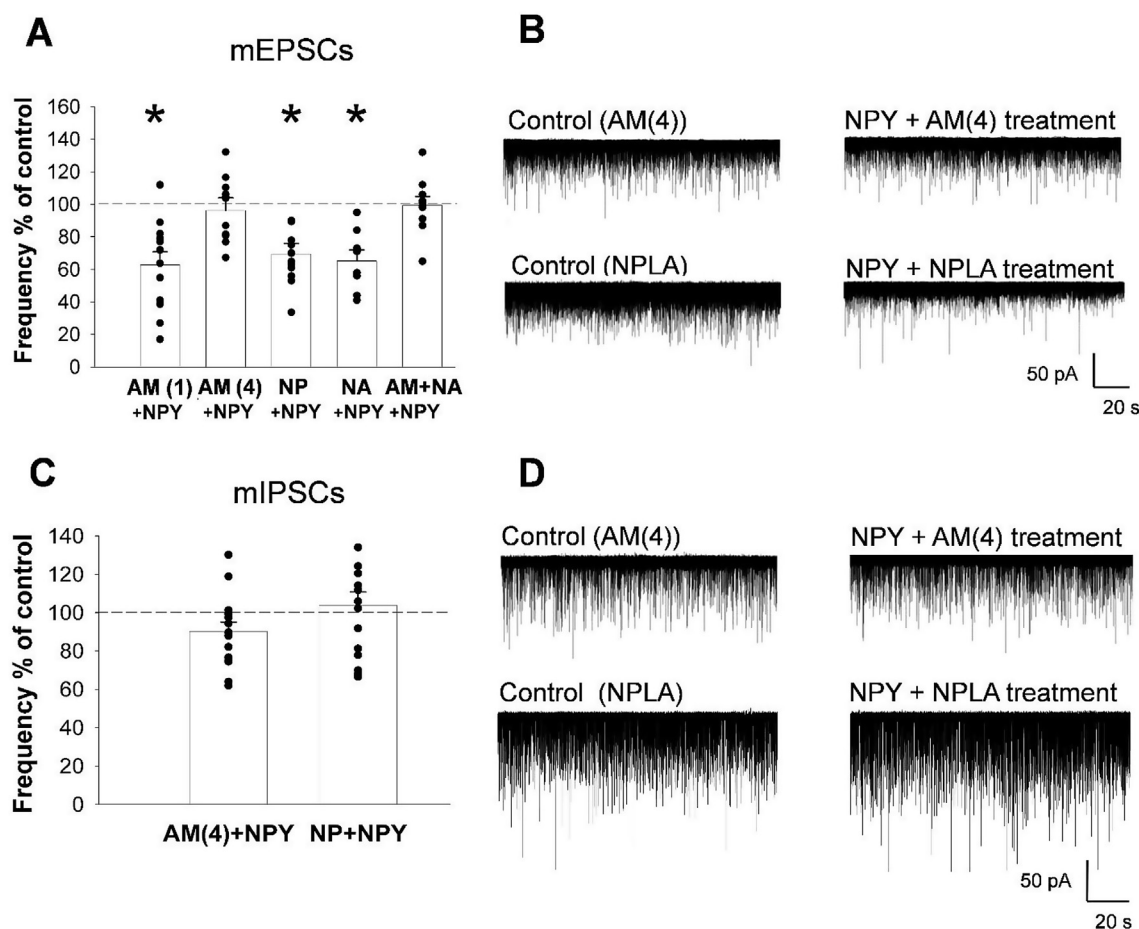 A
mEPSCs
Frequency % of control
160
140
120
100
80
60
40
20
0
* * *
AM (1) AM (4) NP NA AM+NA
+NPY +NPY +NPY +NPY +NPY
B
Control (AM(4))
NPY + AM(4) treatment
Control (NPLA)
NPY + NPLA treatment
50 pA
20 s
C
mIPSCs
Frequency % of control
140
120
100
80
60
40
20
0
AM(4)+NPY NP+NPY
D
Control (AM(4))
NPY + AM(4) treatment
Control (NPLA)
NPY + NPLA treatment
50 pA
20 s